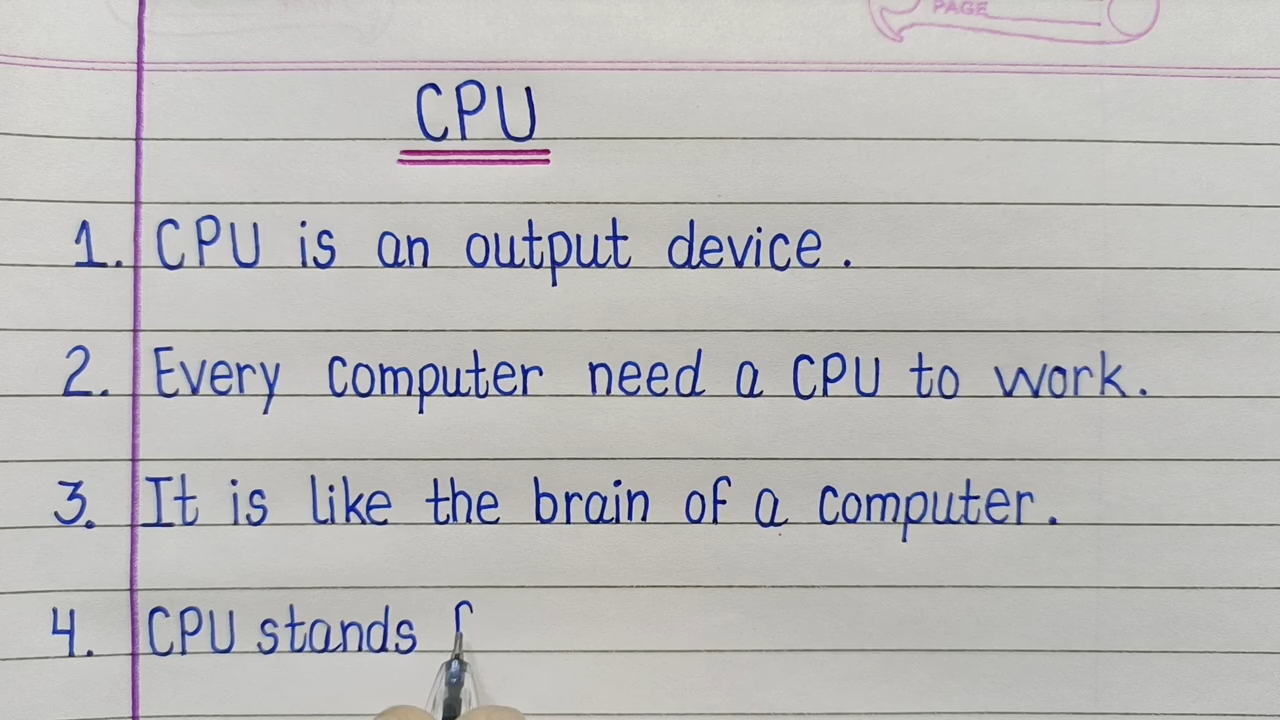 PAGE
CPU
1. CPU is an output device.
2. Every computer need a CPU to work.
3. It is like the brain of a computer.
4. CPU stands